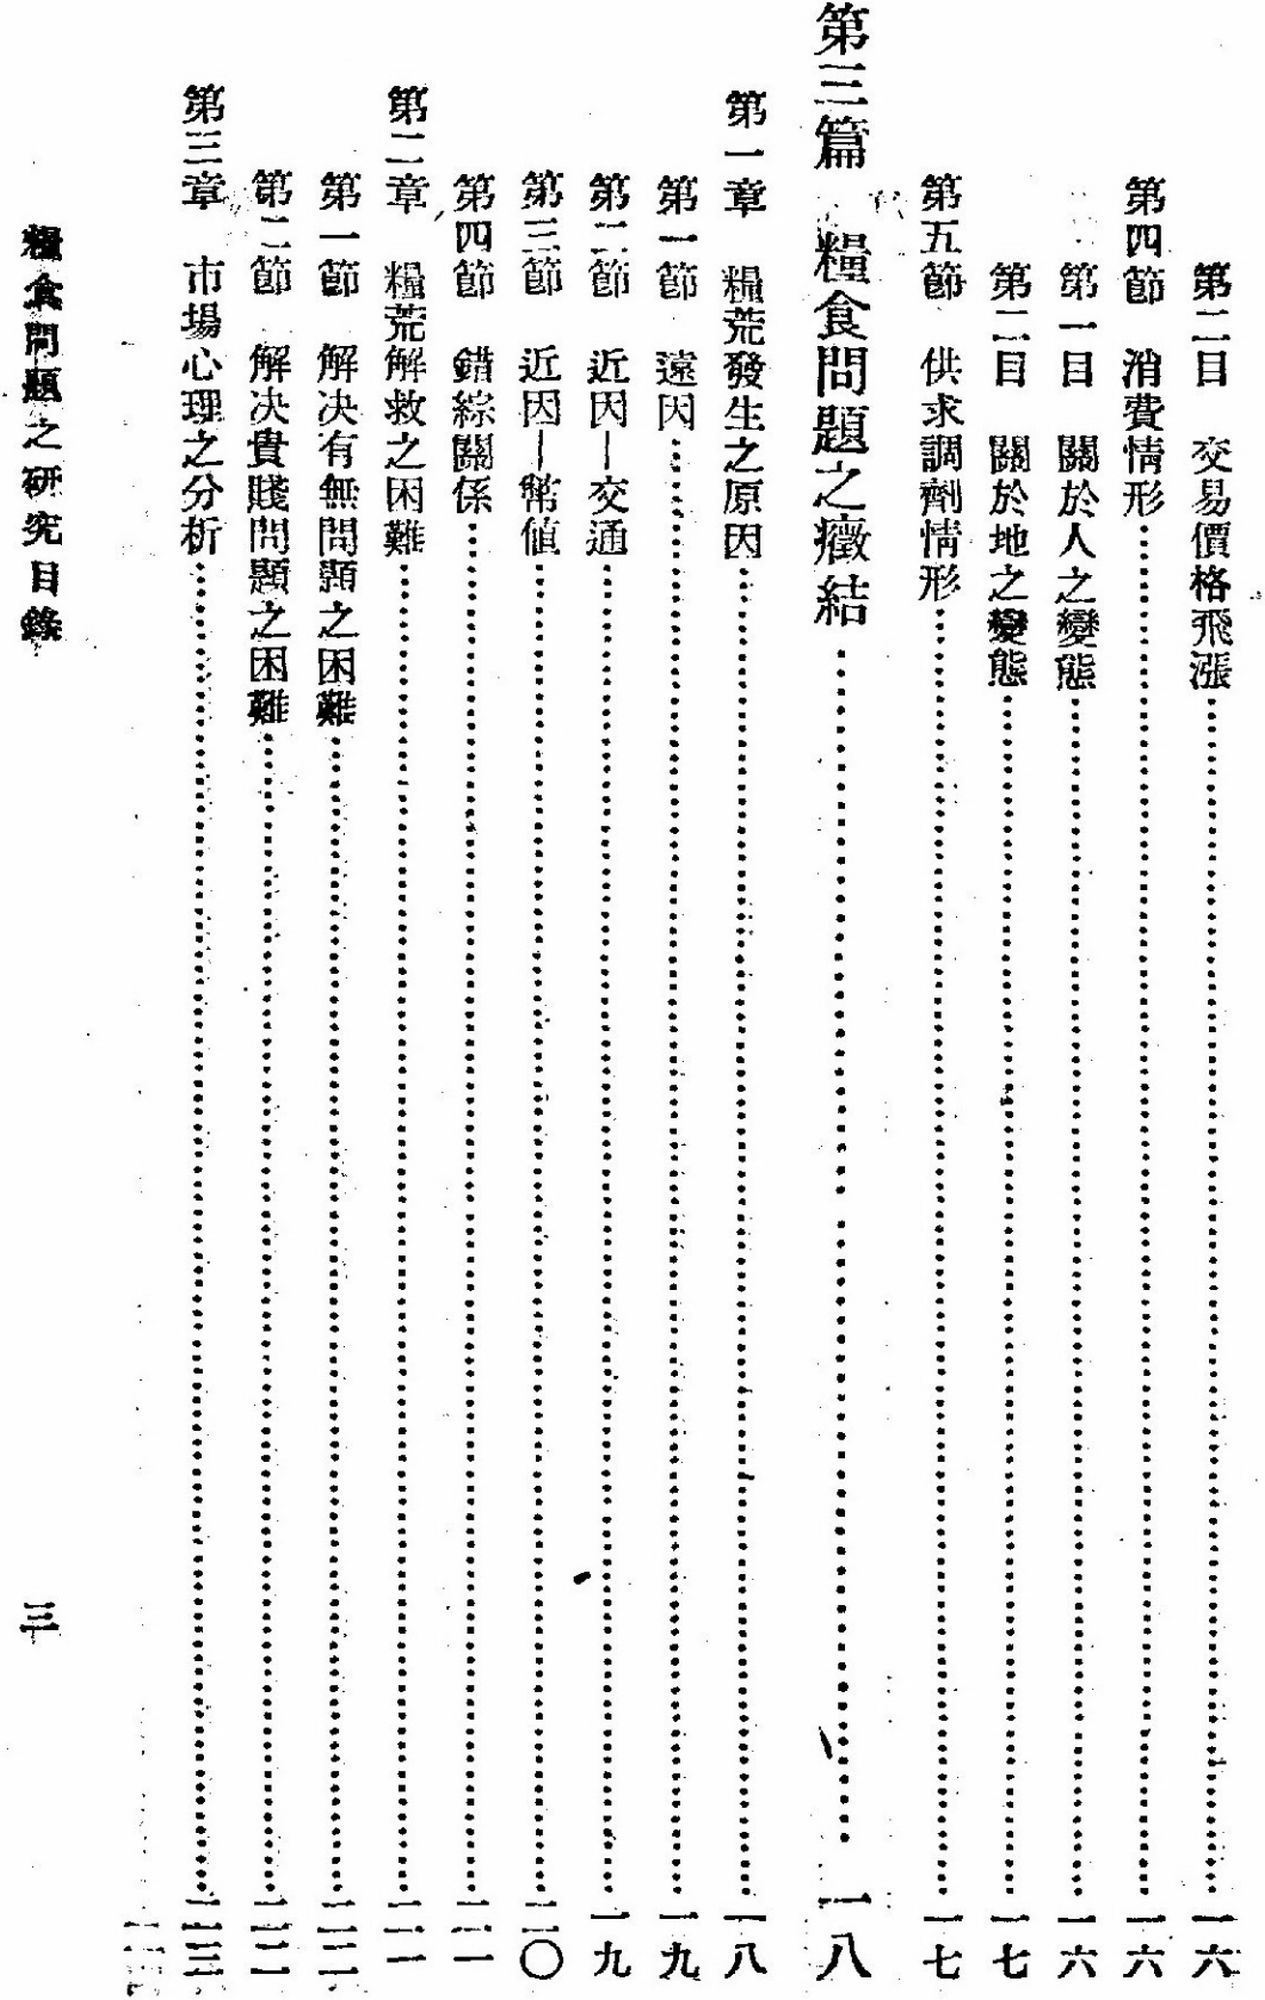 第二目　交易價格飛漲……一六
第四節　消費情形……一六
第一目　關於人之變態……一六
第二目　關於地之變態……一七
第五節　供求調劑情形……一七
第三篇　糧食問題之癥結……一八
第一章　糧荒發生之原因……一八
第一節　遠因……一九
第二節　近因—交通……一九
第三節　近因—幣值……二〇
第四節　錯綜關係……二一
第二章　糧荒解救之困難……二一
第一節　解决有無問題之困難……二二
第二節　解决貴賤問題之困難……二二
第三章　市場心理之分析……二三
糧食問題之研究目錄
三